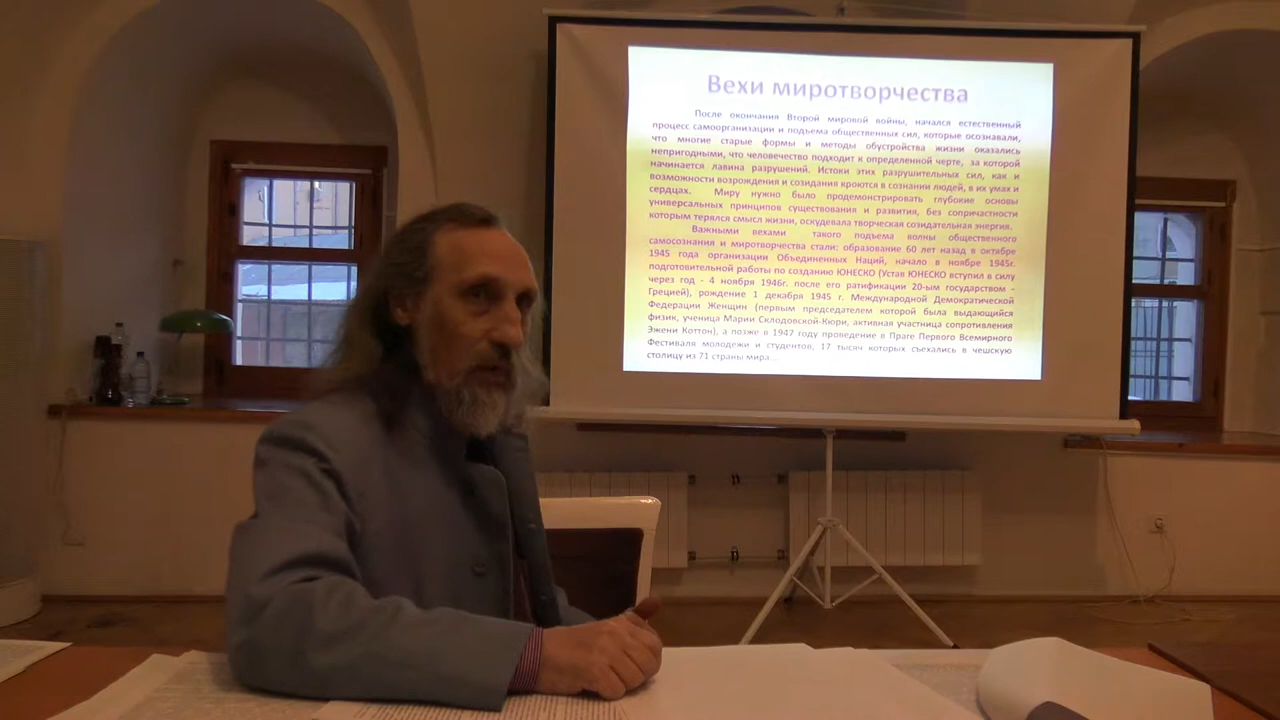 Вехи миротворчества
После окончания Второй мировой войны, начался естественный
процесс самоорганизации и подъема общественных сил, которые осознавали,
что многие старые формы и методы обустройства жизни оказались
непригодными, что человечество подходит к определенной черте, за которой
начинается лавина разрушений. Истоки этих разрушительных сил, как и
возможности возрождения и созидания кроются в сознании людей, в их умах и
сердцах. Миру нужно было продемонстрировать глубокие основы
универсальных принципов существования и развития, без сопричастности
которым терялся смысл жизни, оскудевала творческая созидательная энергия.
Важными вехами такого подъема волны общественного
самосознания и миротворчества стали: образование 60 лет назад в октябре
1945 года организации Объединенных Наций, начало в ноябре 1945г.
подготовительной работы по созданию ЮНЕСКО (Устав ЮНЕСКО вступил в силу
через год - 4 ноября 1946г. после его ратификации 20-ым государством -
Грецией), рождение 1 декабря 1945 г. Международной Демократической
Федерации Женщин (первым председателем которой была выдающийся
физик, ученица Марии Склодовской-Кюри, активная участница сопротивления
Эжени Коттон), а позже в 1947 году проведение в Праге Первого Всемирного
Фестиваля молодежи и студентов, 17 тысяч которых съехались в чешскую
столицу из 71 страны мира...